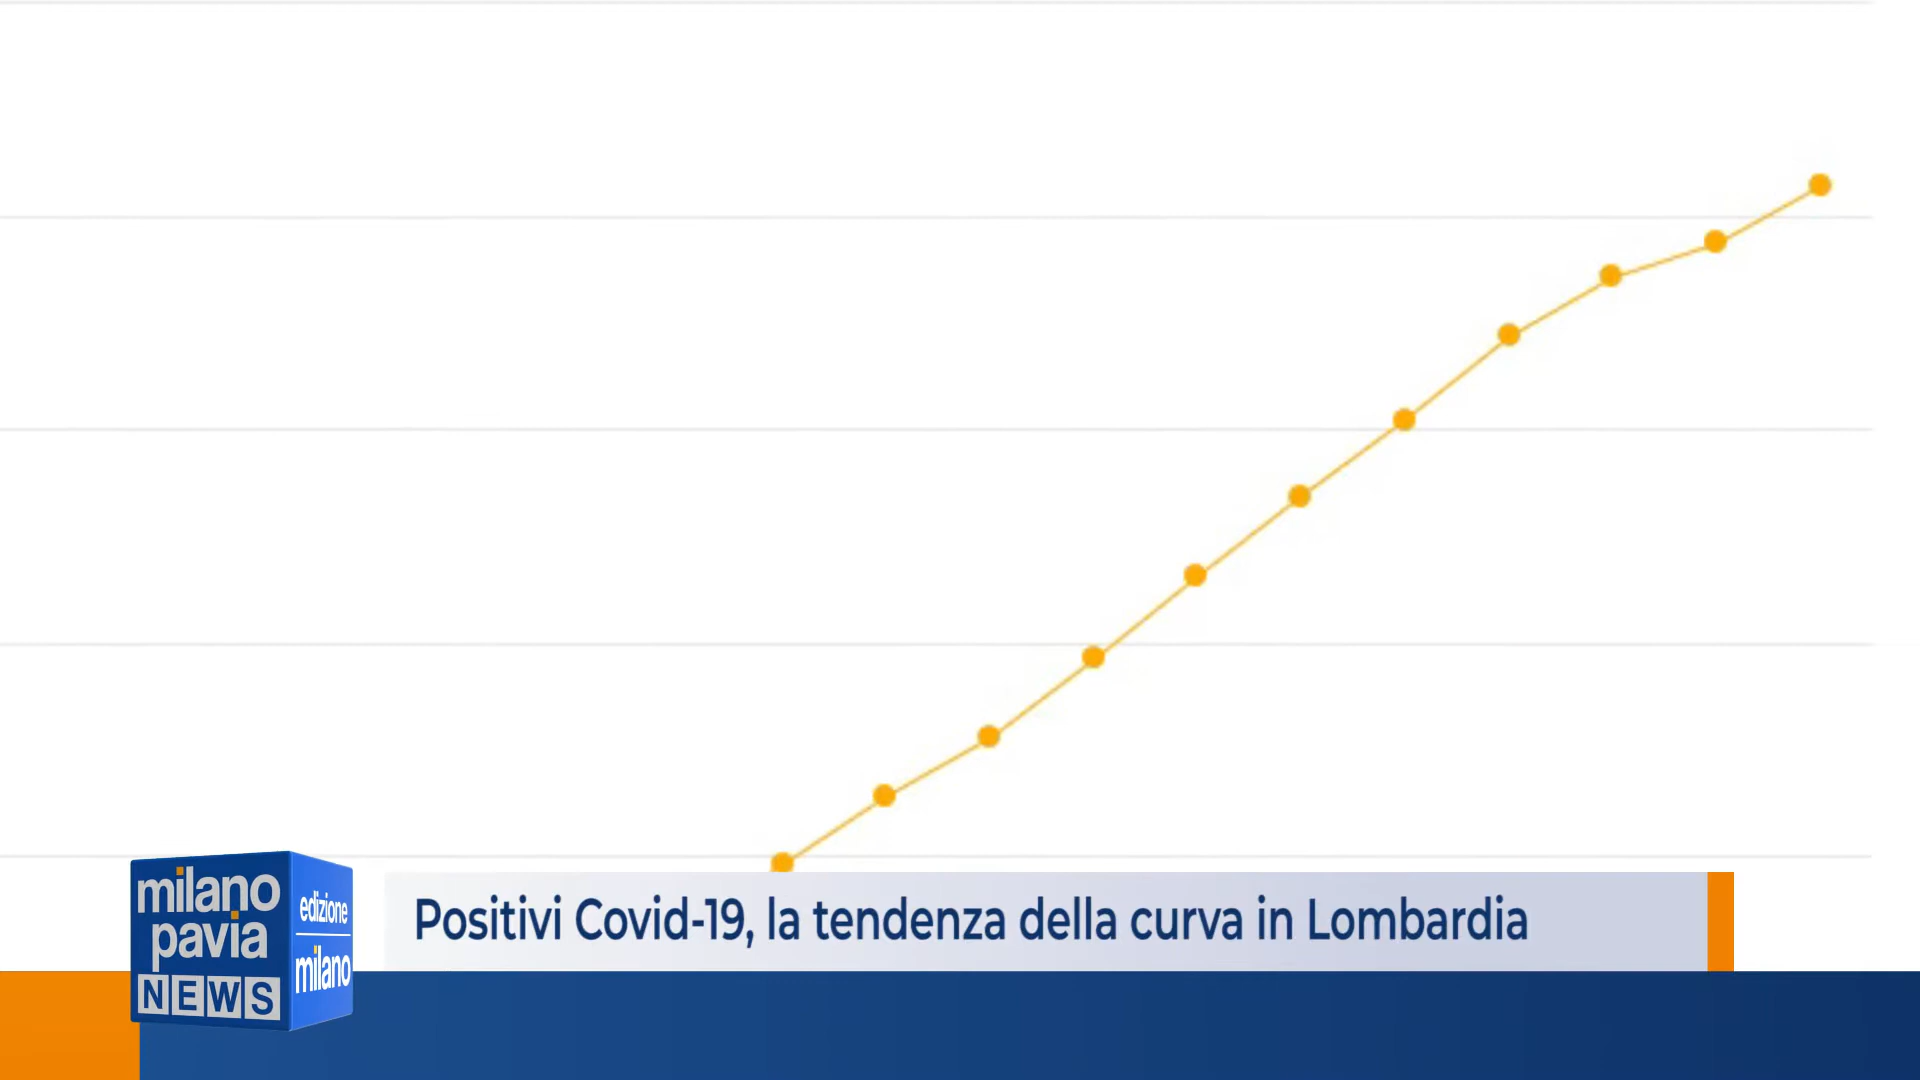 Positivi Covid-19, la tendenza della curva in Lombardia
milano
pavia
NEWS
edizione
milano